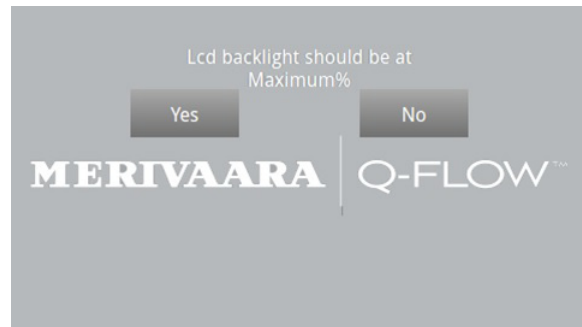 Lcd backlight should be at
Maximum%
Yes
No
MERIVAARA
Q-FLOW™